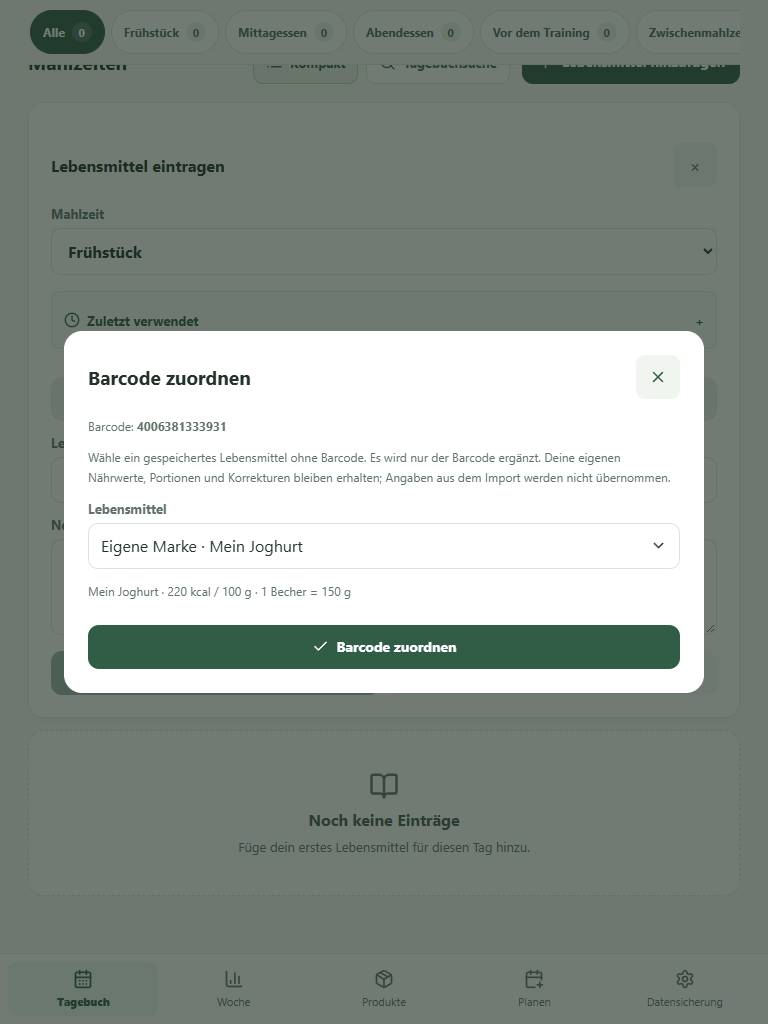 Alle 0 Frühstück 0 Mittagessen 0 Abendessen 0 Vor dem Training 0 Zwischenmahlze
Mahlzeiten Kompakt Tagebuchsuche
Lebensmittel eintragen ×
Mahlzeit
Frühstück
Zuletzt verwendet +
Barcode zuordnen
Barcode: 4006381333931
Wähle ein gespeichertes Lebensmittel ohne Barcode. Es wird nur der Barcode ergänzt. Deine eigenen
Nährwerte, Portionen und Korrekturen bleiben erhalten; Angaben aus dem Import werden nicht übernommen.
Le
Lebensmittel
Eigene Marke · Mein Joghurt
Mein Joghurt · 220 kcal / 100 g · 1 Becher = 150 g
Barcode zuordnen
Noch keine Einträge
Füge dein erstes Lebensmittel für diesen Tag hinzu.
Tagebuch Woche Produkte Planen Datensicherung